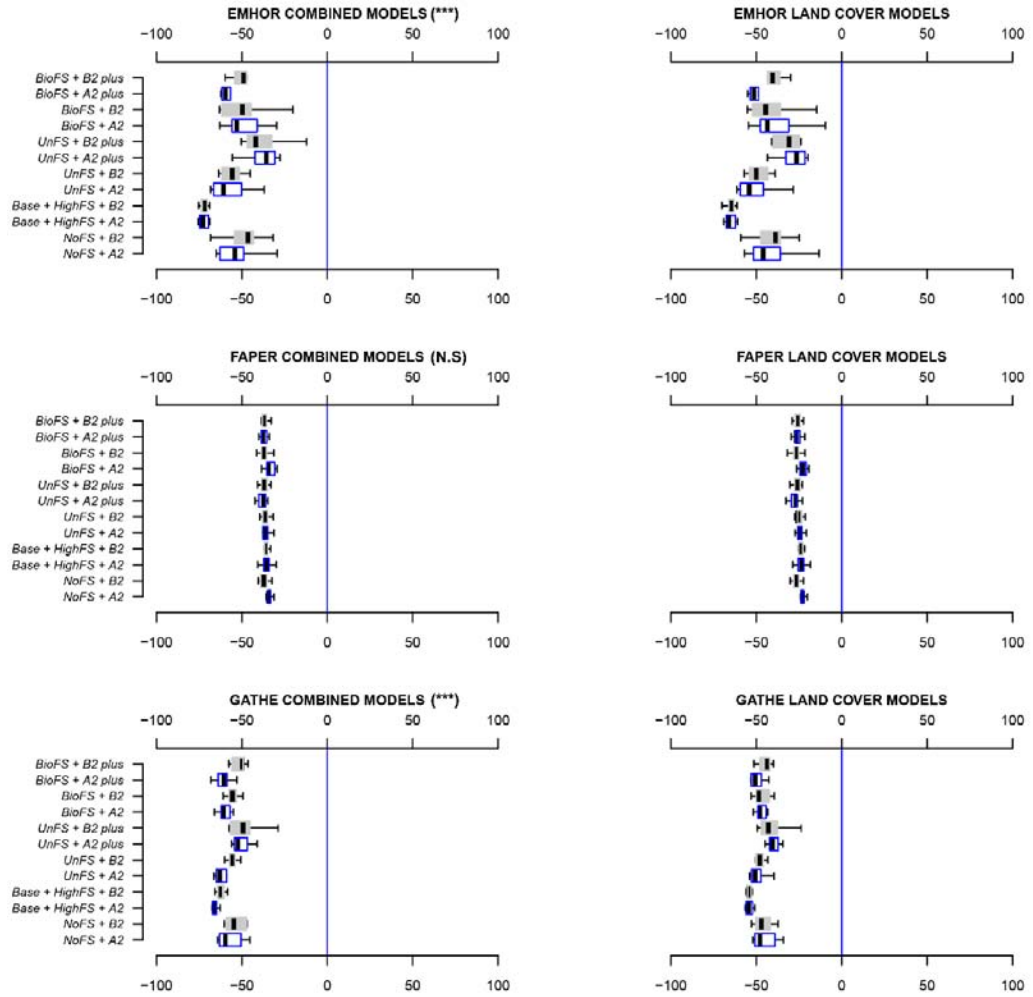 EMHOR COMBINED MODELS (***)
−100 −50 0 50 100
BioFS + B2 plus
BioFS + A2 plus
BioFS + B2
BioFS + A2
UnFS + B2 plus
UnFS + A2 plus
UnFS + B2
UnFS + A2
Base + HighFS + B2
Base + HighFS + A2
NoFS + B2
NoFS + A2
−100 −50 0 50 100
EMHOR LAND COVER MODELS
−100 −50 0 50 100
−100 −50 0 50 100
FAPER COMBINED MODELS (N.S)
−100 −50 0 50 100
BioFS + B2 plus
BioFS + A2 plus
BioFS + B2
BioFS + A2
UnFS + B2 plus
UnFS + A2 plus
UnFS + B2
UnFS + A2
Base + HighFS + B2
Base + HighFS + A2
NoFS + B2
NoFS + A2
−100 −50 0 50 100
FAPER LAND COVER MODELS
−100 −50 0 50 100
−100 −50 0 50 100
GATHE COMBINED MODELS (***)
−100 −50 0 50 100
BioFS + B2 plus
BioFS + A2 plus
BioFS + B2
BioFS + A2
UnFS + B2 plus
UnFS + A2 plus
UnFS + B2
UnFS + A2
Base + HighFS + B2
Base + HighFS + A2
NoFS + B2
NoFS + A2
−100 −50 0 50 100
GATHE LAND COVER MODELS
−100 −50 0 50 100
−100 −50 0 50 100